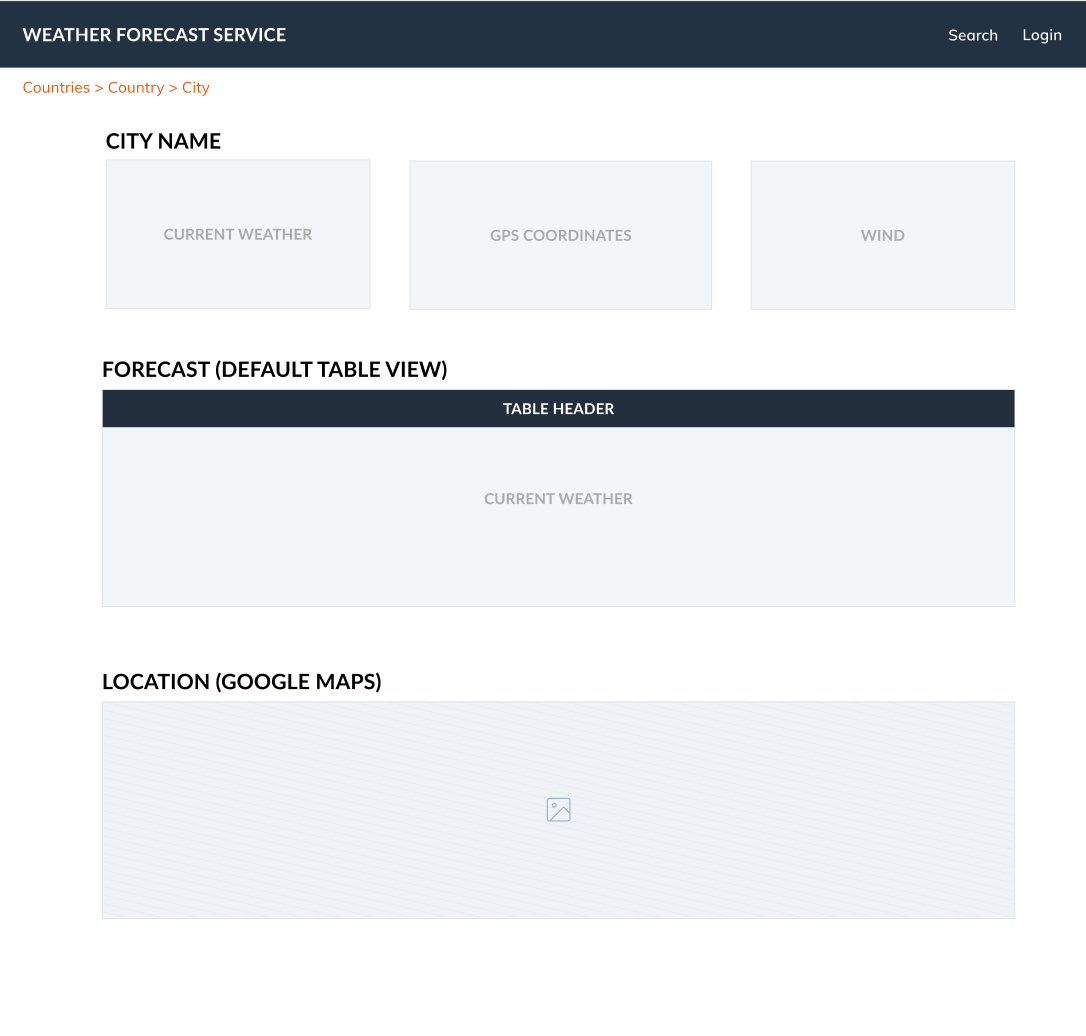 WEATHER FORECAST SERVICE
Search
Login
Countries > Country > City
CITY NAME
CURRENT WEATHER
GPS COORDINATES
WIND
FORECAST (DEFAULT TABLE VIEW)
TABLE HEADER
CURRENT WEATHER
LOCATION (GOOGLE MAPS)